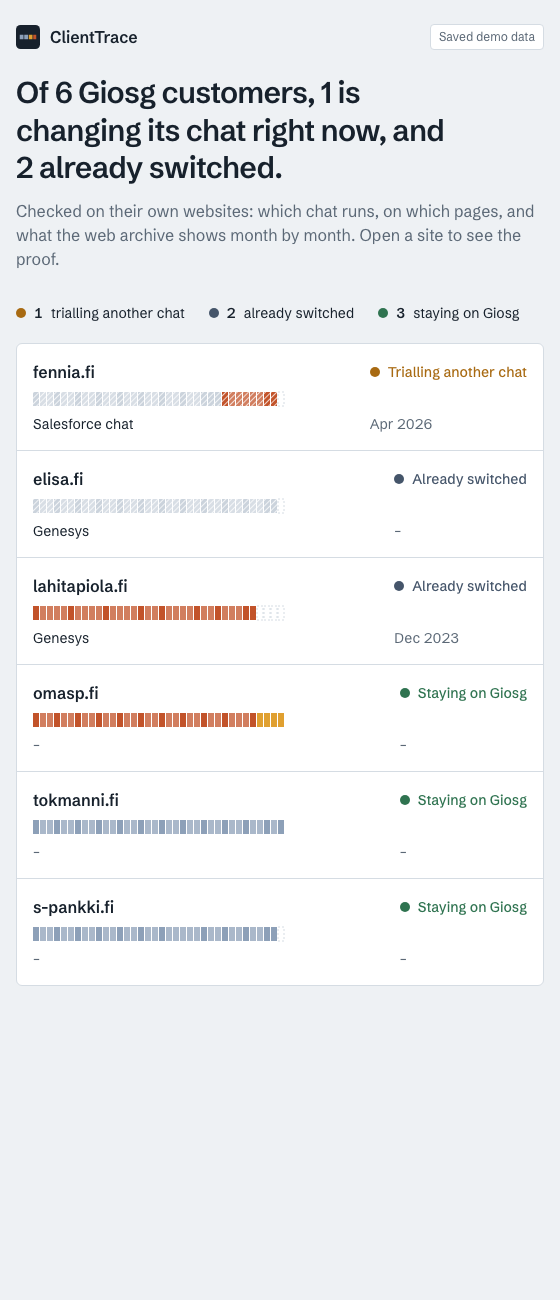 ClientTrace
Saved demo data
Of 6 Giosg customers, 1 is
changing its chat right now, and
2 already switched.
Checked on their own websites: which chat runs, on which pages, and
what the web archive shows month by month. Open a site to see the
proof.
1 trialling another chat 2 already switched 3 staying on Giosg
fennia.fi Trialling another chat
Salesforce chat Apr 2026
elisa.fi Already switched
Genesys –
lahitapiola.fi Already switched
Genesys Dec 2023
omasp.fi Staying on Giosg
– –
tokmanni.fi Staying on Giosg
– –
s-pankki.fi Staying on Giosg
– –